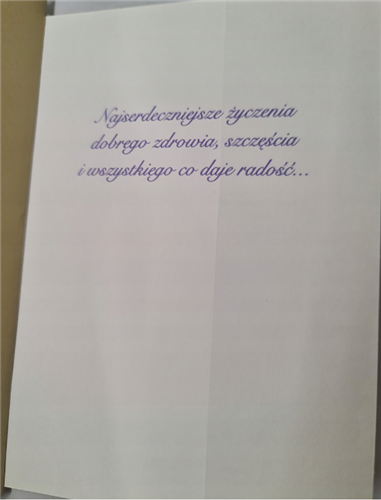 Najserdeczniejsze życzenia
dobrego zdrowia, szczęścia
i wszystkiego co daje radość...